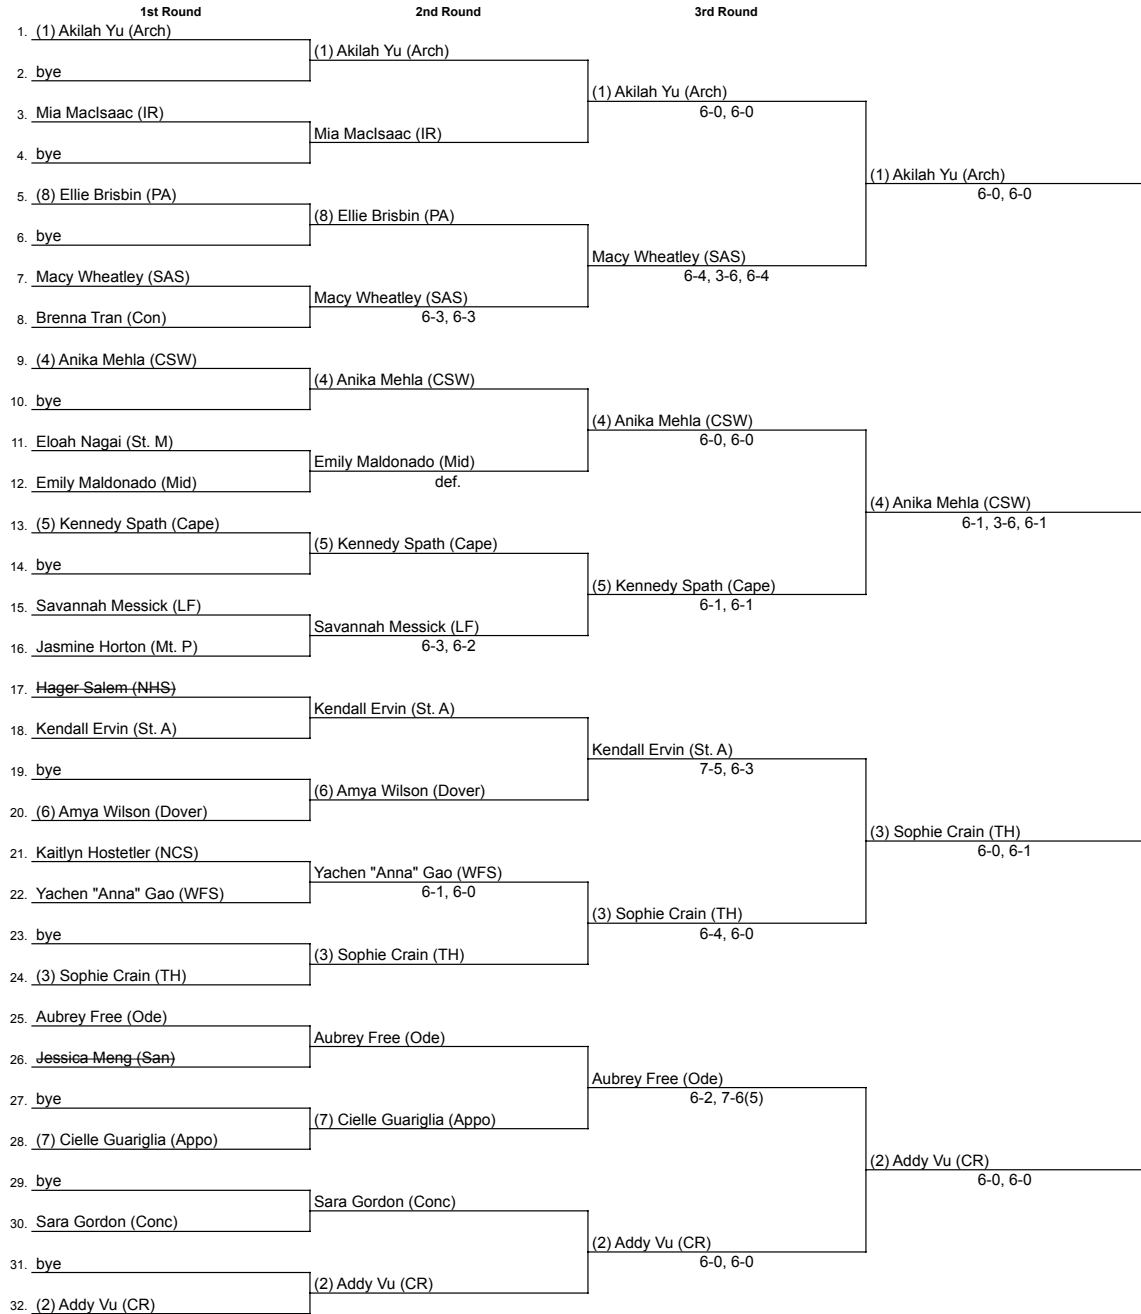 1st Round
2nd Round
3rd Round
1. (1) Akilah Yu (Arch)
2. bye
3. Mia MacIsaac (IR)
4. bye
5. (8) Ellie Brisbin (PA)
6. bye
7. Macy Wheatley (SAS)
8. Brenna Tran (Con)
9. (4) Anika Mehla (CSW)
10. bye
11. Eloah Nagai (St. M)
12. Emily Maldonado (Mid)
13. (5) Kennedy Spath (Cape)
14. bye
15. Savannah Messick (LF)
16. Jasmine Horton (Mt. P)
17. Hager Salem (NHS)
18. Kendall Ervin (St. A)
19. bye
20. (6) Amya Wilson (Dover)
21. Kaitlyn Hostetler (NCS)
22. Yachen "Anna" Gao (WFS)
23. bye
24. (3) Sophie Crain (TH)
25. Aubrey Free (Ode)
26. Jessica Meng (San)
27. bye
28. (7) Cielle Guariglia (Appo)
29. bye
30. Sara Gordon (Conc)
31. bye
32. (2) Addy Vu (CR)
(1) Akilah Yu (Arch)
Mia MacIsaac (IR)
(8) Ellie Brisbin (PA)
Macy Wheatley (SAS)
6-3, 6-3
(4) Anika Mehla (CSW)
Emily Maldonado (Mid)
def.
(5) Kennedy Spath (Cape)
Savannah Messick (LF)
6-3, 6-2
Kendall Ervin (St. A)
(6) Amya Wilson (Dover)
Yachen "Anna" Gao (WFS)
6-1, 6-0
(3) Sophie Crain (TH)
Aubrey Free (Ode)
(7) Cielle Guariglia (Appo)
Sara Gordon (Conc)
(2) Addy Vu (CR)
(1) Akilah Yu (Arch)
6-0, 6-0
Macy Wheatley (SAS)
6-4, 3-6, 6-4
(4) Anika Mehla (CSW)
6-0, 6-0
(5) Kennedy Spath (Cape)
6-1, 6-1
Kendall Ervin (St. A)
7-5, 6-3
(3) Sophie Crain (TH)
6-4, 6-0
Aubrey Free (Ode)
6-2, 7-6(5)
(2) Addy Vu (CR)
6-0, 6-0
(1) Akilah Yu (Arch)
6-0, 6-0
(4) Anika Mehla (CSW)
6-1, 3-6, 6-1
(3) Sophie Crain (TH)
6-0, 6-1
(2) Addy Vu (CR)
6-0, 6-0